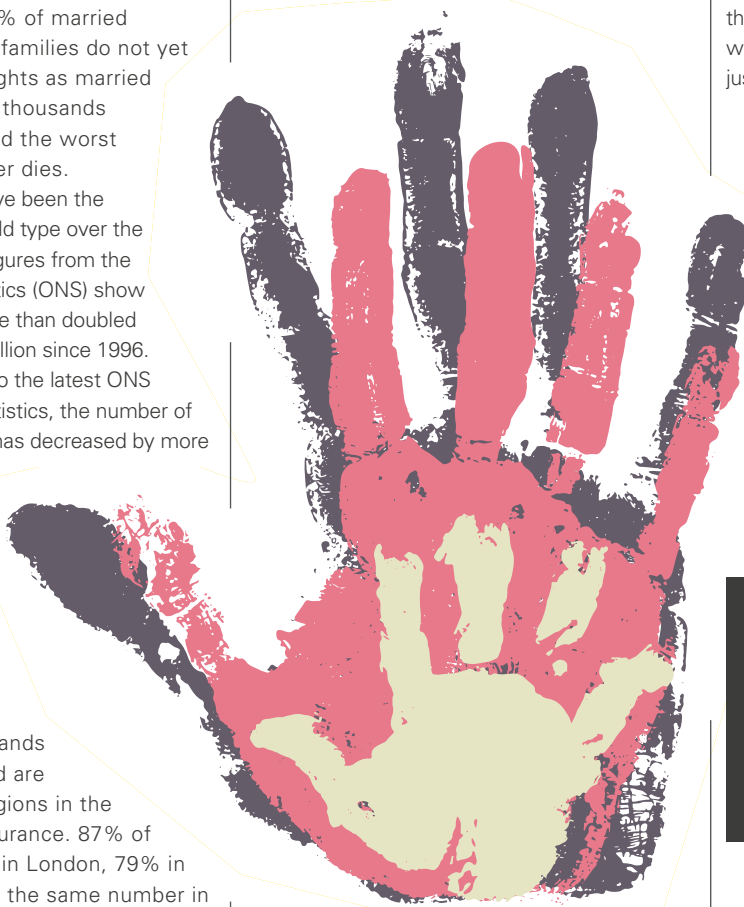 % of married
families do not yet
ghts as married
thousands
d the worst
er dies.
ve been the
ld type over the
gures from the
tics (ONS) show
e than doubled
llion since 1996.
o the latest ONS
tistics, the number of
has decreased by more
ands
d are
gions in the
urance. 87% of
in London, 79% in
the same number in
th
w
jus